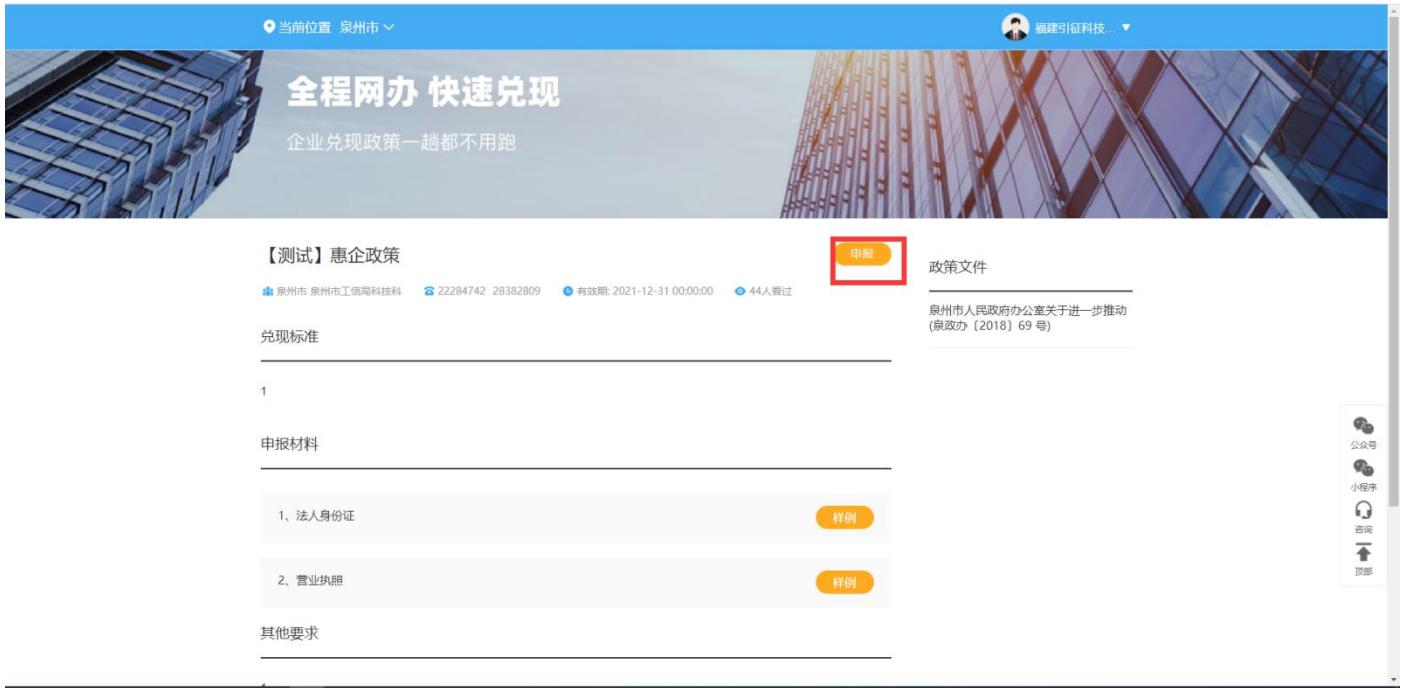 当前位置 泉州市
福建引征科技... ▼
全程网办 快速兑现
企业兑现政策一趟都不用跑
【测试】惠企政策
申报
泉州市 泉州市工信局科技科 22284742 28382809 有效期: 2021-12-31 00:00:00 44人看过
兑现标准
1
申报材料
1、法人身份证
样例
2、营业执照
样例
其他要求
政策文件
泉州市人民政府办公室关于进一步推动
(泉政办〔2018〕69 号)
公众号
小程序
咨询
顶部